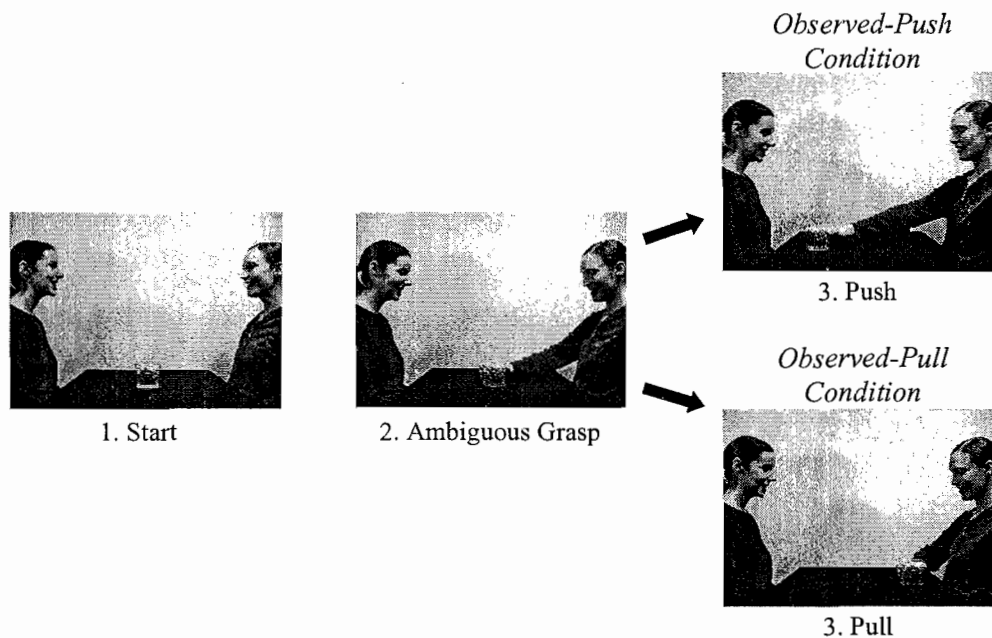 Observed-Push
Condition
1. Start
2. Ambiguous Grasp
3. Push
Observed-Pull
Condition
3. Pull